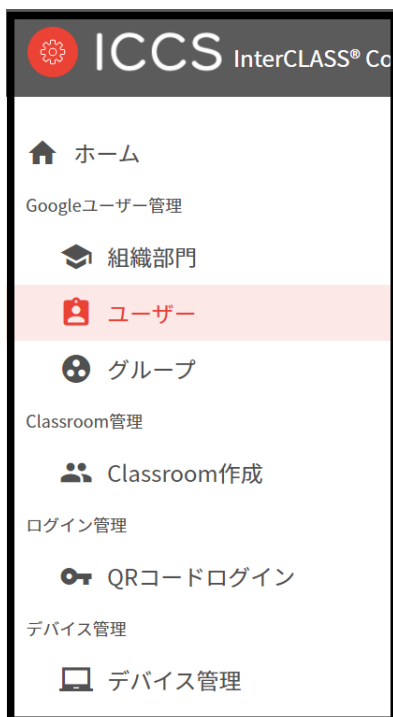 ICCS InterCLASS® Co
ホーム
Googleユーザー管理
組織部門
ユーザー
グループ
Classroom管理
Classroom作成
ログイン管理
QRコードログイン
デバイス管理
デバイス管理